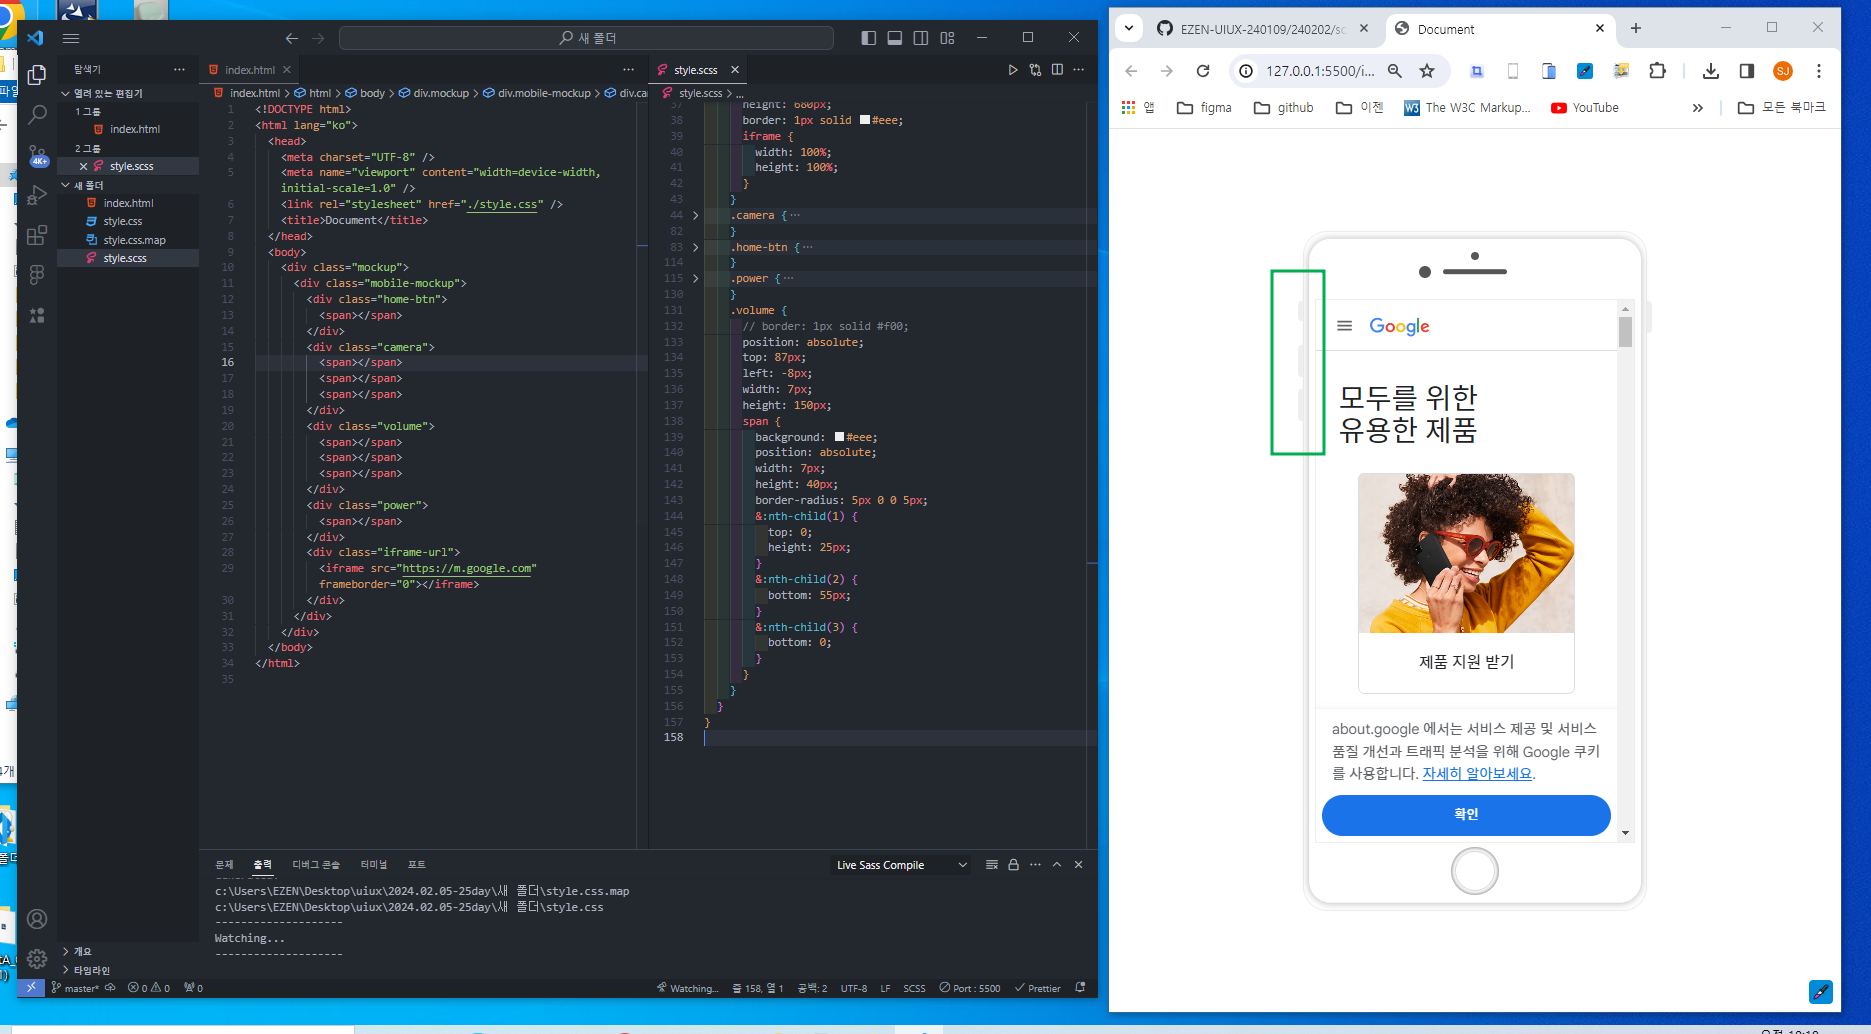 새 폴더
탐색기
열려 있는 편집기
1 그룹
index.html
2 그룹
style.scss
새 폴더
index.html
style.css
style.css.map
style.scss
4K+
개요
타임라인
index.html
index.html > html > body > div.mockup > div.mobile-mockup > div.ca
1 <!DOCTYPE html>
2 <html lang="ko">
3 <head>
4 <meta charset="UTF-8" />
5 <meta name="viewport" content="width=device-width,
initial-scale=1.0" />
6 <link rel="stylesheet" href="./style.css" />
7 <title>Document</title>
8 </head>
9 <body>
10 <div class="mockup">
11 <div class="mobile-mockup">
12 <div class="home-btn">
13 <span></span>
14 </div>
15 <div class="camera">
16 <span></span>
17 <span></span>
18 <span></span>
19 </div>
20 <div class="volume">
21 <span></span>
22 <span></span>
23 <span></span>
24 </div>
25 <div class="power">
26 <span></span>
27 </div>
28 <div class="iframe-url">
29 <iframe src="https://m.google.com"
frameborder="0"></iframe>
30 </div>
31 </div>
32 </div>
33 </body>
34 </html>
35
style.scss
style.scss > ...
37 height: 680px;
38 border: 1px solid #eee;
39 iframe {
40 width: 100%;
41 height: 100%;
42 }
43 }
44 .camera {⋯
82 }
83 .home-btn {⋯
114 }
115 .power {⋯
130 }
131 .volume {
132 // border: 1px solid #f00;
133 position: absolute;
134 top: 87px;
135 left: -8px;
136 width: 7px;
137 height: 150px;
138 span {
139 background: #eee;
140 position: absolute;
141 width: 7px;
142 height: 40px;
143 border-radius: 5px 0 0 5px;
144 &:nth-child(1) {
145 top: 0;
146 height: 25px;
147 }
148 &:nth-child(2) {
149 bottom: 55px;
150 }
151 &:nth-child(3) {
152 bottom: 0;
153 }
154 }
155 }
156 }
157 }
158
문제 출력 디버그 콘솔 터미널 포트
Live Sass Compile
c:\Users\EZEN\Desktop\uiux\2024.02.05-25day\새 폴더\style.css.map
c:\Users\EZEN\Desktop\uiux\2024.02.05-25day\새 폴더\style.css
--------------------
Watching...
--------------------
master* 0 0 0 Watching... 줄 158, 열 1 공백: 2 UTF-8 LF SCSS Port : 5500 Prettier
EZEN-UIUX-240109/240202/sc
Document
127.0.0.1:5500/i...
SJ
앱 figma github 이젠 W3 The W3C Markup... YouTube » 모든 북마크
Google
모두를 위한
유용한 제품
제품 지원 받기
about.google 에서는 서비스 제공 및 서비스
품질 개선과 트래픽 분석을 위해 Google 쿠키
를 사용합니다. 자세히 알아보세요.
확인